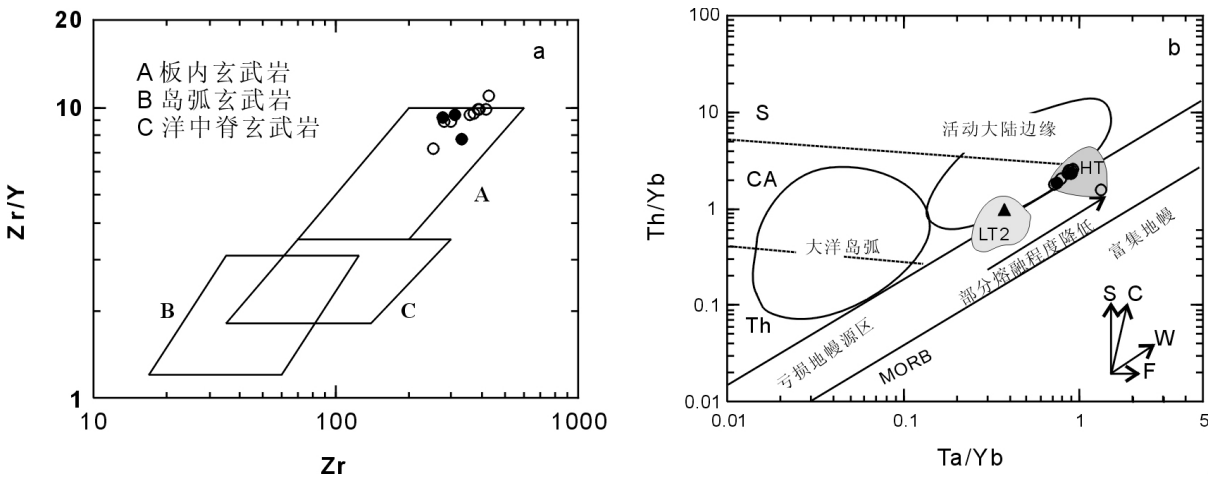 a
A 板内玄武岩
B 岛弧玄武岩
C 洋中脊玄武岩
20
10
1
Zr/Y
A
B
C
10
100
1000
Zr
b
100
10
1
0.1
0.01
Th/Yb
S
CA
Th
活动大陆边缘
大洋岛弧
HT
LT2
部分熔融程度降低
富集地幔
亏损地幔源区
MORB
S C
W
F
0.01
0.1
1
5
Ta/Yb